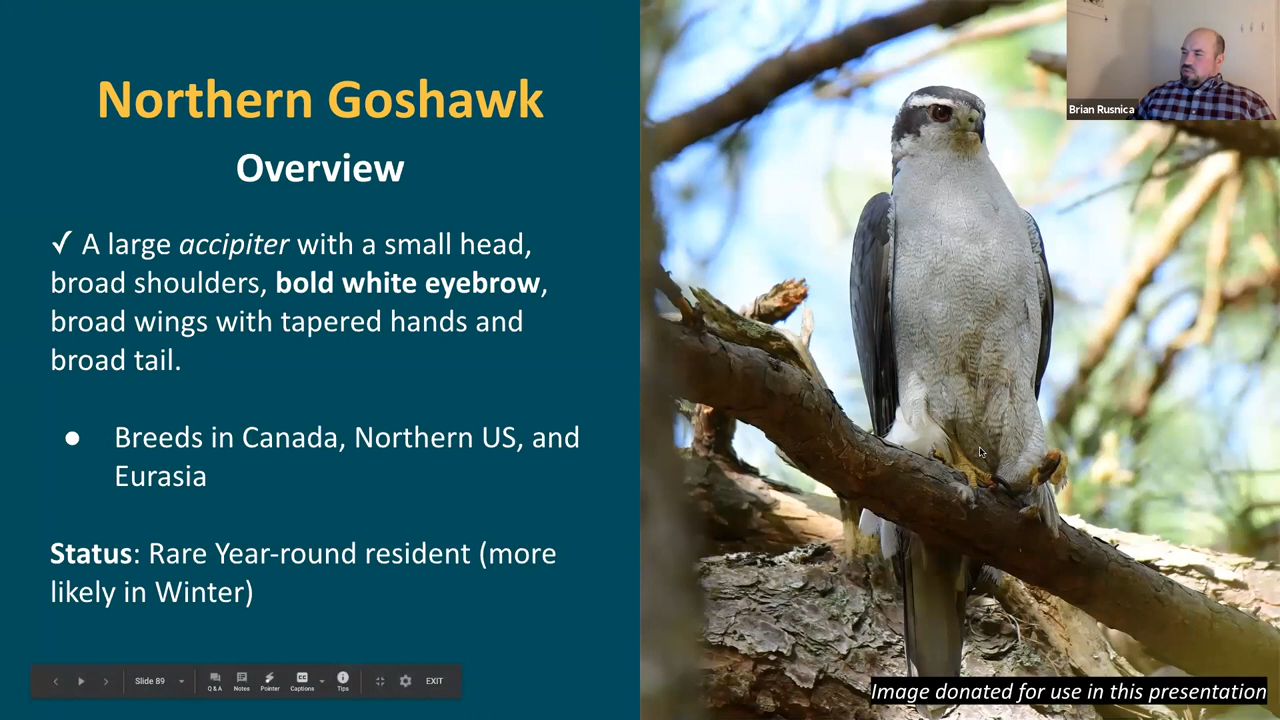 Northern Goshawk
Overview
✓ A large accipiter with a small head,
broad shoulders, bold white eyebrow,
broad wings with tapered hands and
broad tail.
● Breeds in Canada, Northern US, and
Eurasia
Status: Rare Year-round resident (more
likely in Winter)
Brian Rusnica
Slide 89
Q & A
Notes
Pointer
CC
Captions
Tips
EXIT
Image donated for use in this presentation